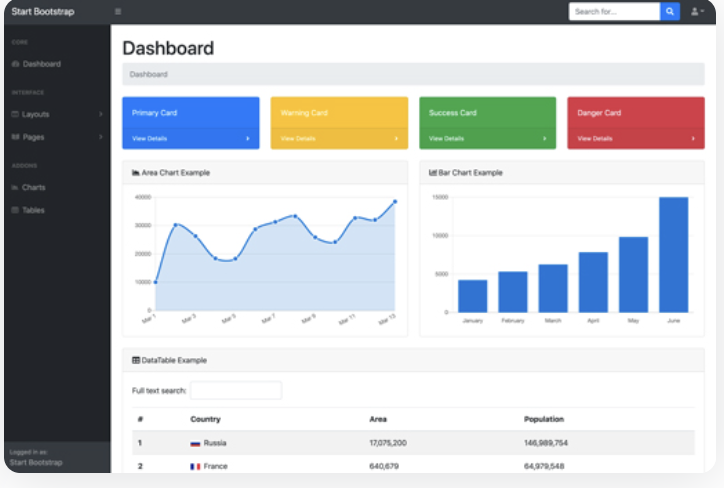 Start Bootstrap
Search for...
CORE
Dashboard
INTERFACE
Layouts
Pages
ADDONS
Charts
Tables
Logged in as:
Start Bootstrap
Dashboard
Dashboard
Primary Card
View Details
Warning Card
View Details
Success Card
View Details
Danger Card
View Details
Area Chart Example
40000
30000
20000
10000
0
Mar 1 Mar 3 Mar 5 Mar 7 Mar 9 Mar 11 Mar 13
Bar Chart Example
15000
10000
5000
0
January February March April May June
DataTable Example
Full text search:
# Country Area Population
1 Russia 17,075,200 146,989,754
2 France 640,679 64,979,548